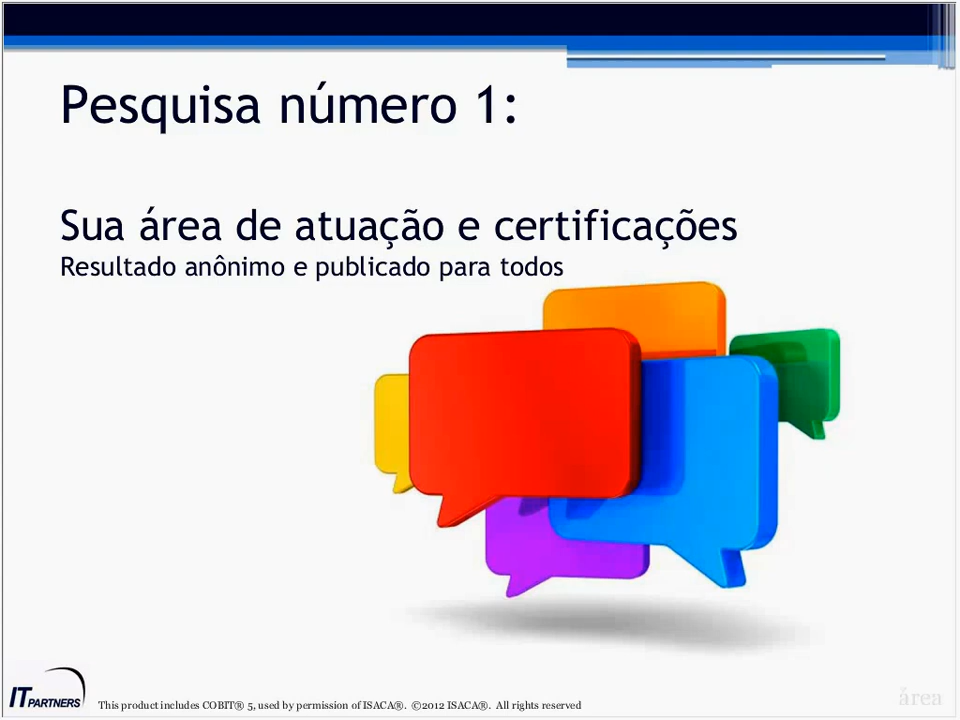 Pesquisa número 1:
Sua área de atuação e certificações
Resultado anônimo e publicado para todos
IT PARTNERS
This product includes COBIT® 5, used by permission of ISACA®. ©2012 ISACA®. All rights reserved
área